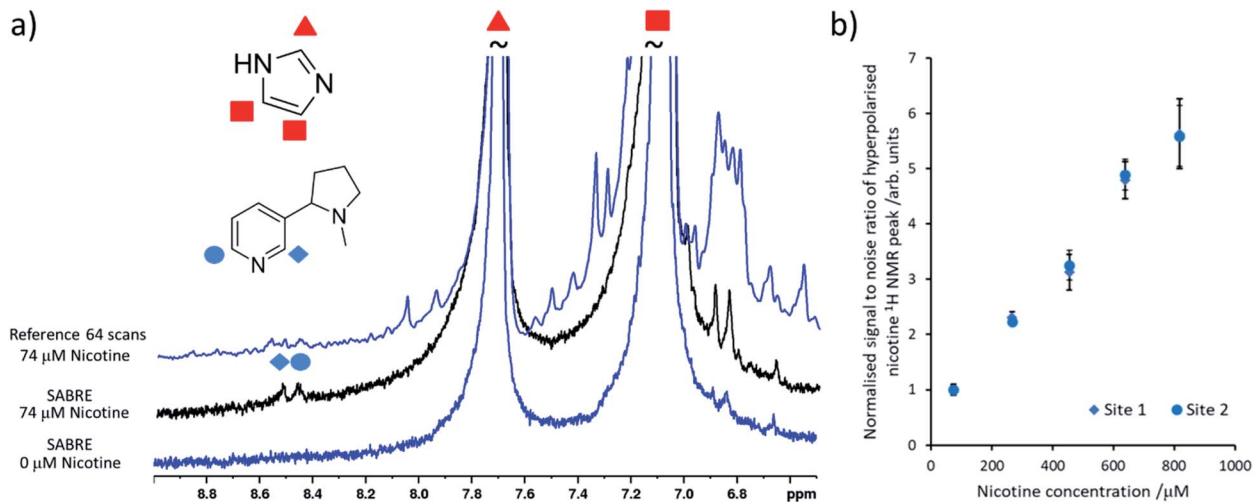 a)
HN
N
N
N
~
~
Reference 64 scans
74 μM Nicotine
SABRE
74 μM Nicotine
SABRE
0 μM Nicotine
8.8 8.6 8.4 8.2 8.0 7.8 7.6 7.4 7.2 7.0 6.8 ppm
b)
Normalised signal to noise ratio of hyperpolarised
nicotine ¹H NMR peak /arb. units
7
6
5
4
3
2
1
0
Site 1 Site 2
0 200 400 600 800 1000
Nicotine concentration /μM